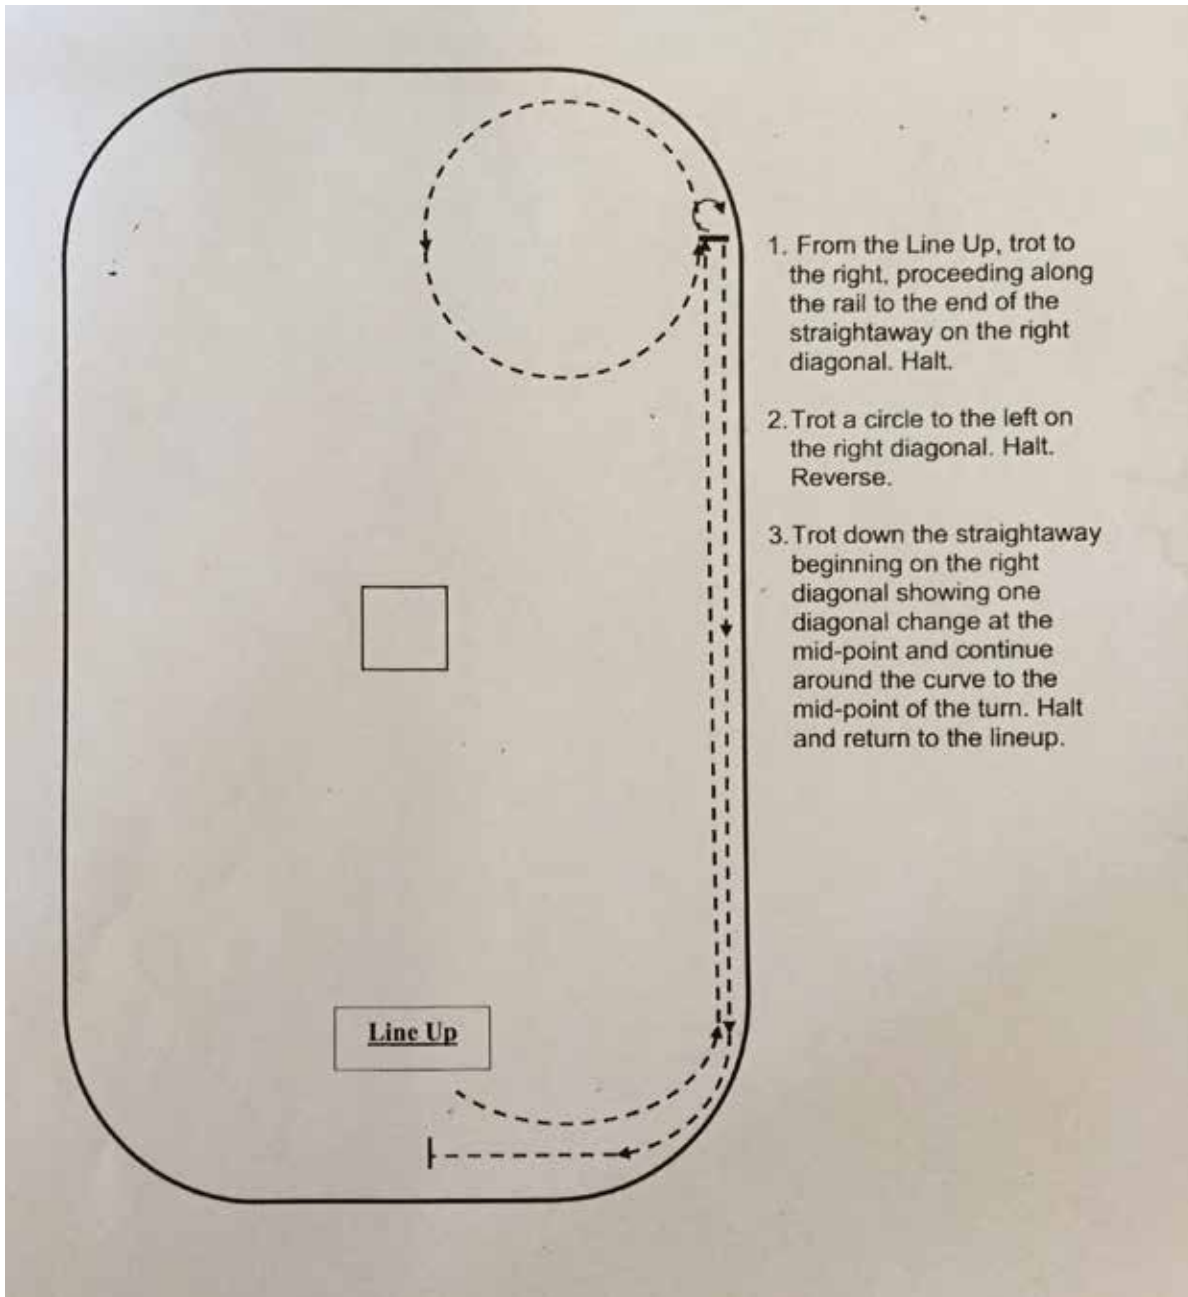 1. From the Line Up, trot to
the right, proceeding along
the rail to the end of the
straightaway on the right
diagonal. Halt.
2. Trot a circle to the left on
the right diagonal. Halt.
Reverse.
3. Trot down the straightaway
beginning on the right
diagonal showing one
diagonal change at the
mid-point and continue
around the curve to the
mid-point of the turn. Halt
and return to the lineup.
Line Up